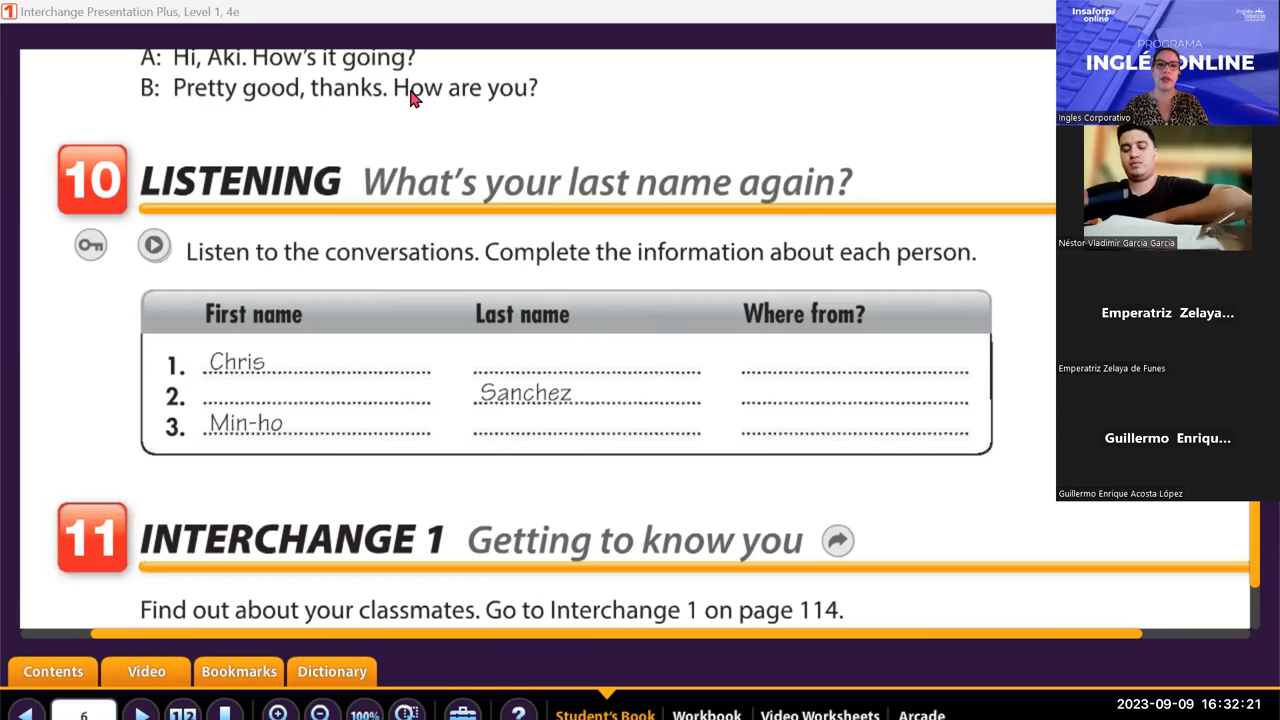 Interchange Presentation Plus, Level 1, 4e
A: Hi, Aki. How's it going?
B: Pretty good, thanks. How are you?
10 LISTENING What's your last name again?
Listen to the conversations. Complete the information about each person.
First name Last name Where from?
1. Chris
2. Sanchez
3. Min-ho
11 INTERCHANGE 1 Getting to know you
Find out about your classmates. Go to Interchange 1 on page 114.
Contents Video Bookmarks Dictionary
6 1 2 100% ? Student's Book Workbook Video Worksheets Arcade
Insaforp online
PROGRAMA
INGLÉS ONLINE
Ingles Corporativo
Néstor Vladimir García García
Emperatriz Zelaya...
Emperatriz Zelaya de Funes
Guillermo Enriqu...
Guillermo Enrique Acosta López
2023-09-09 16:32:21